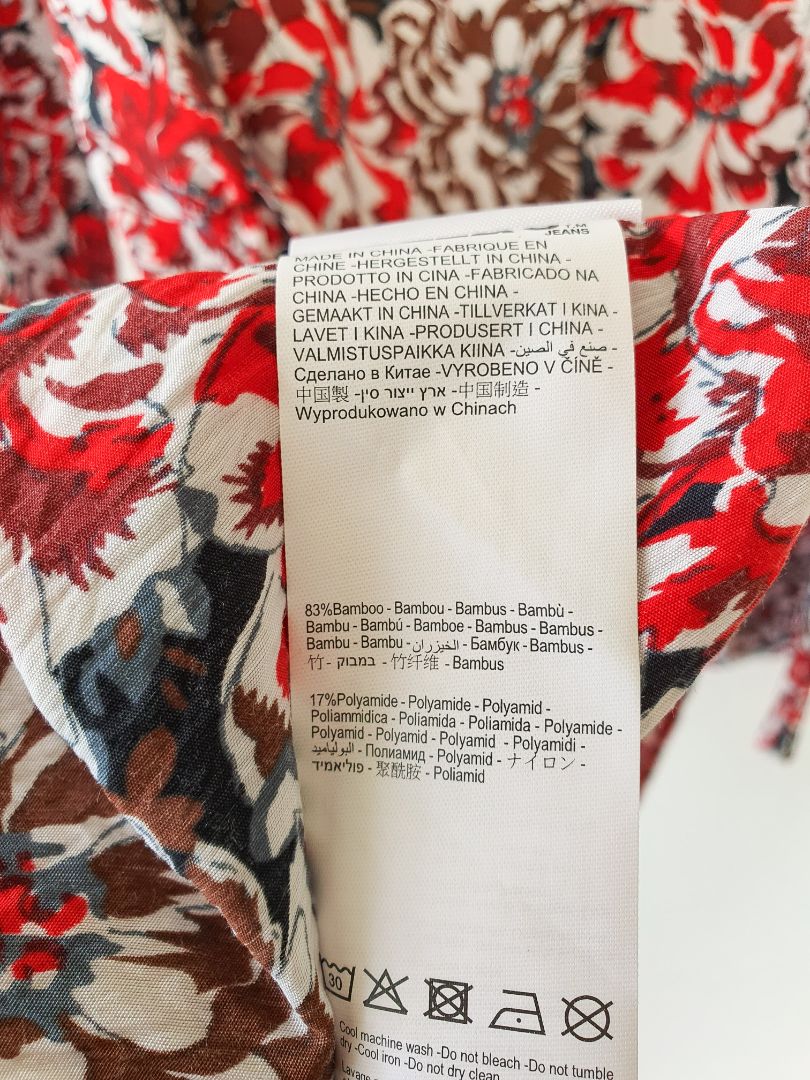 T.M
JEANS
MADE IN CHINA -FABRIQUE EN
CHINE -HERGESTELLT IN CHINA -
PRODOTTO IN CINA -FABRICADO NA
CHINA -HECHO EN CHINA -
GEMAAKT IN CHINA -TILLVERKAT I KINA -
LAVET I KINA -PRODUSERT I CHINA -
VALMISTUSPAIKKA KIINA -صنع في الصين -
Сделано в Китае -VYROBENO V ČÍNĚ -
中国製 -ארץ ייצור סין -中国制造 -
Wyprodukowano w Chinach
83%Bamboo - Bambou - Bambus - Bambù -
Bambu - Bambú - Bamboe - Bambus - Bambus -
Bambu - Bambu - الخيزران - Бамбук - Bambus -
竹 - במבוק - 竹纤维 - Bambus
17%Polyamide - Polyamide - Polyamid -
Poliammidica - Poliamida - Poliamida - Polyamide -
Polyamid - Polyamid - Polyamid - Polyamidi -
البولياميد - Полиамид - Polyamid - ナイロン -
פוליאמיד - 聚酰胺 - Poliamid
30
Cool machine wash -Do not bleach -Do not tumble
dry -Cool iron -Do not dry clean
Lavage